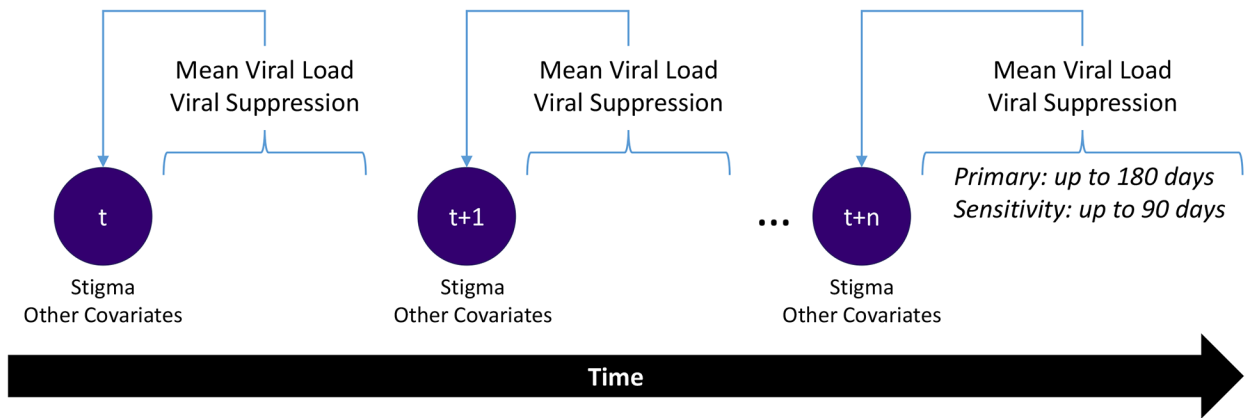 Mean Viral Load
Viral Suppression
Mean Viral Load
Viral Suppression
Mean Viral Load
Viral Suppression
Primary: up to 180 days
Sensitivity: up to 90 days
t
t+1
...
t+n
Stigma
Other Covariates
Stigma
Other Covariates
Stigma
Other Covariates
Time